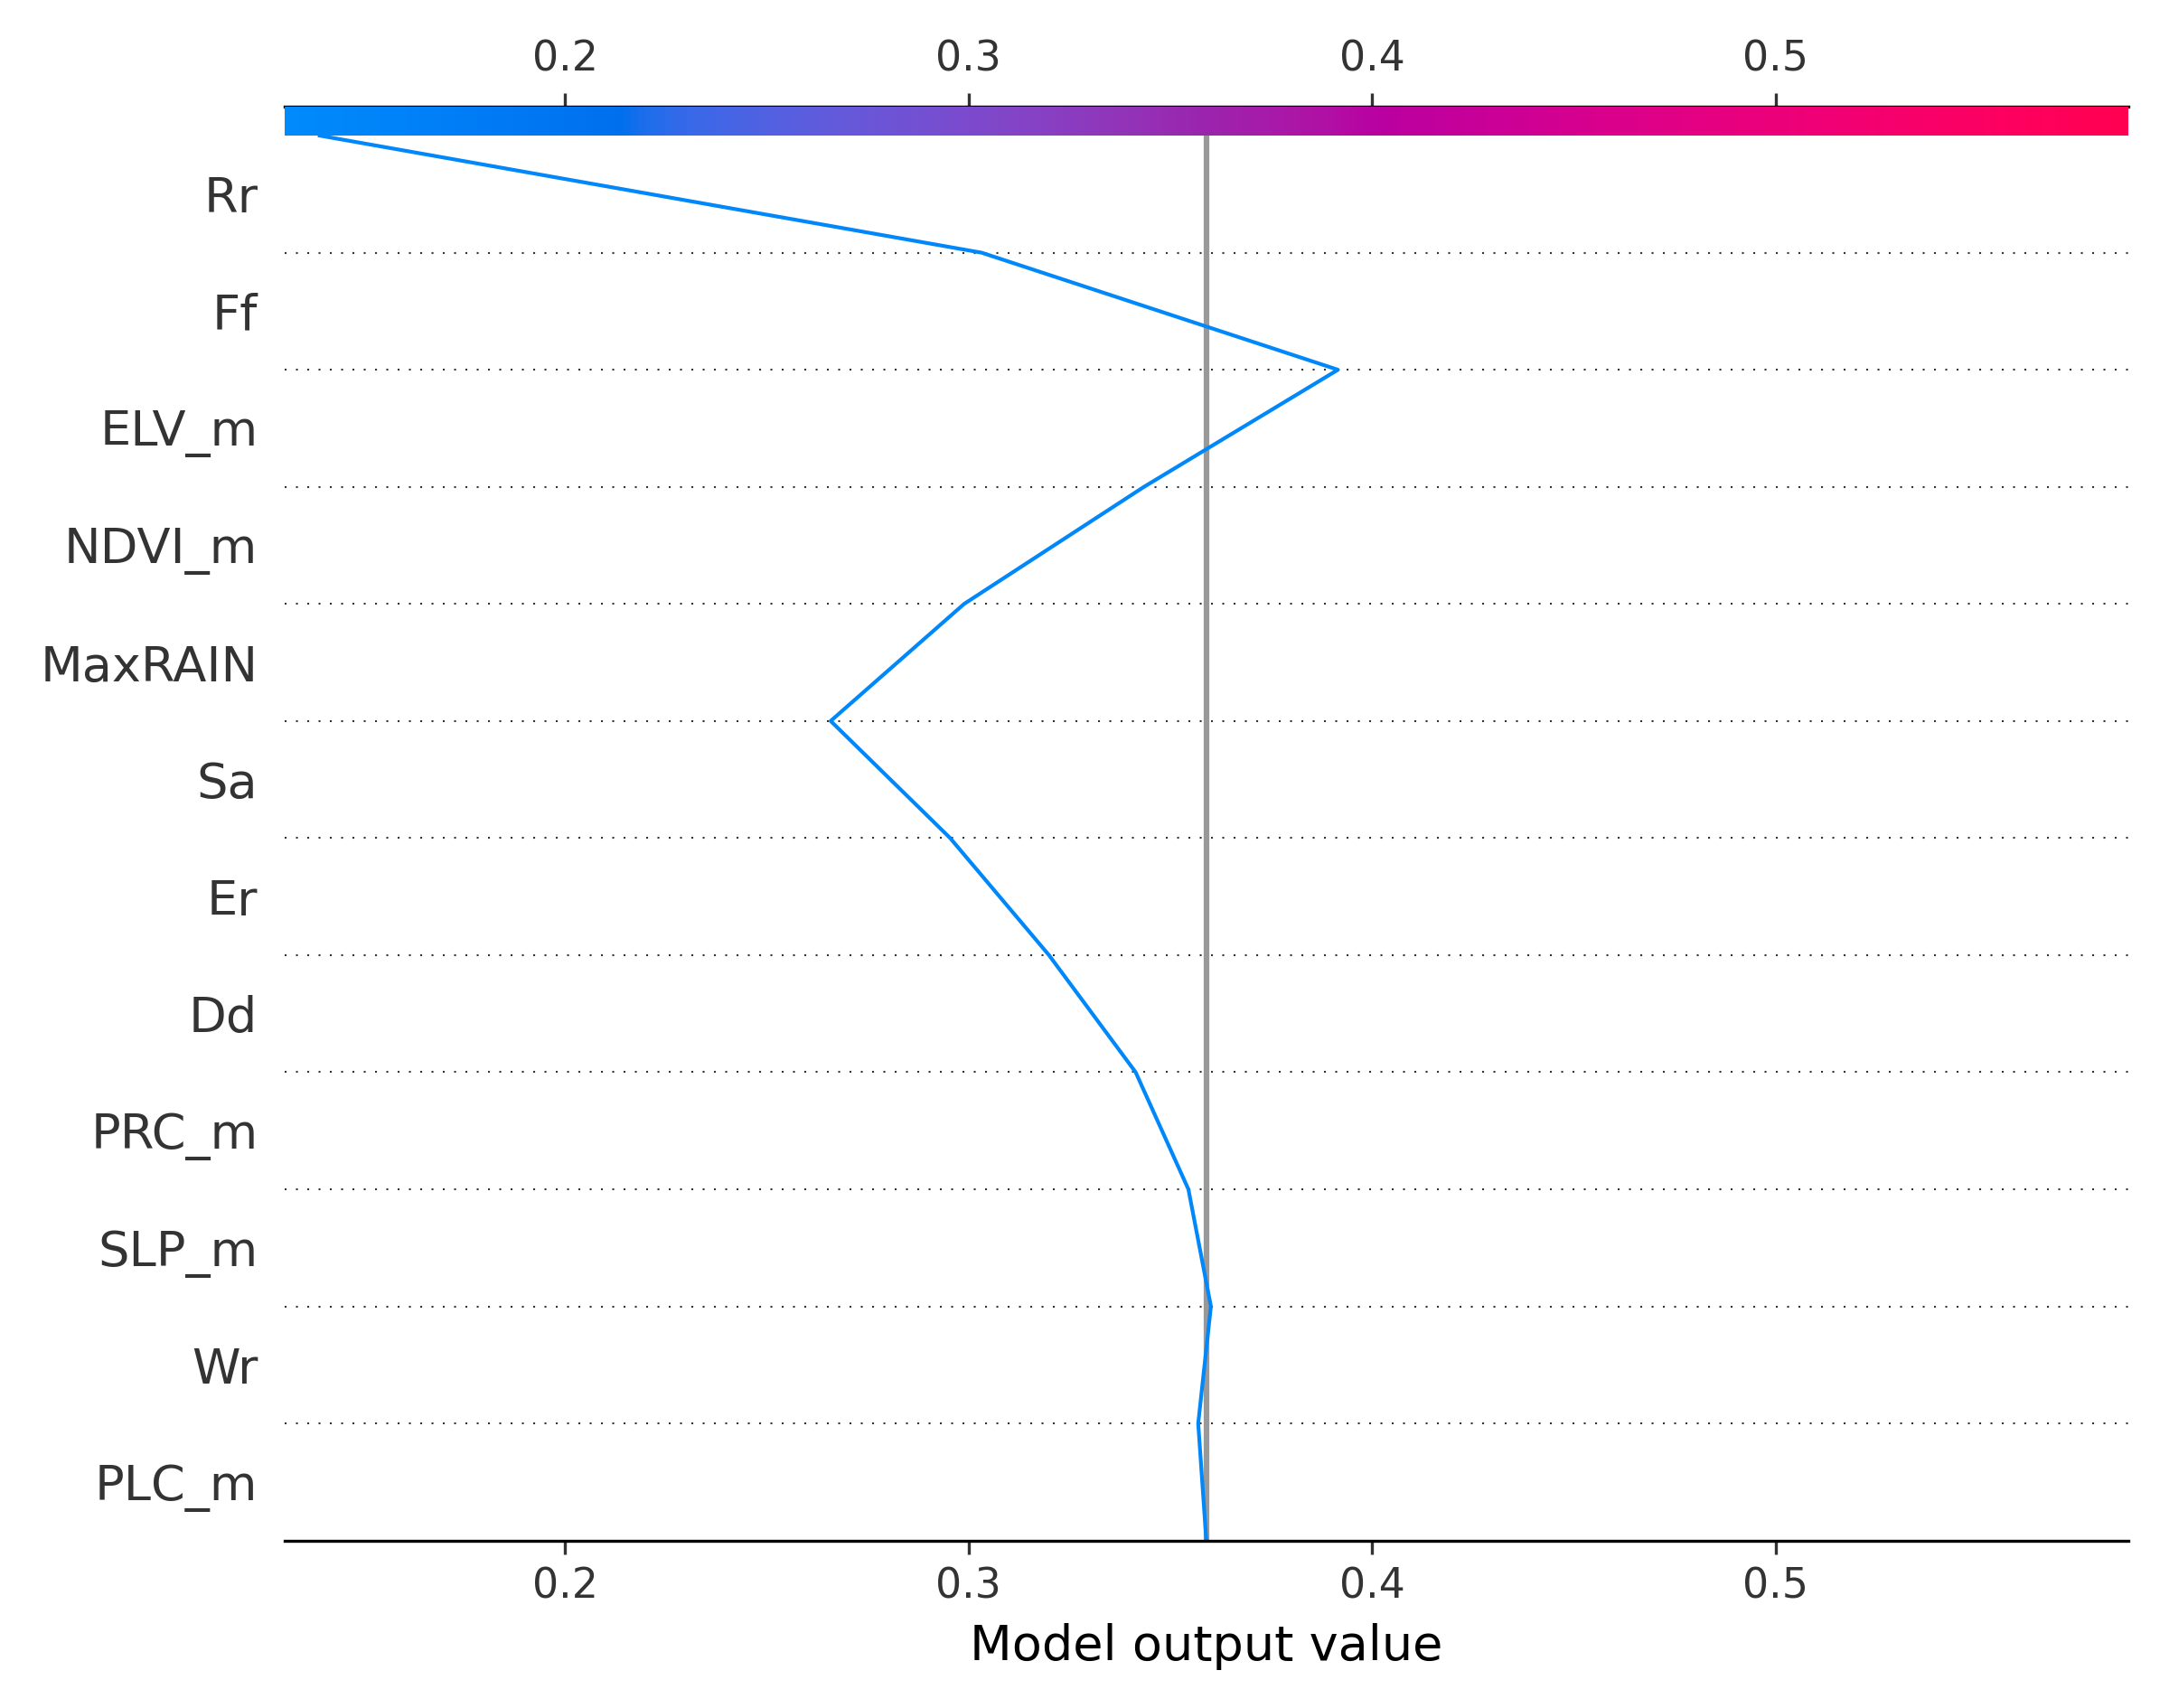 0.2 0.3 0.4 0.5
Rr
Ff
ELV_m
NDVI_m
MaxRAIN
Sa
Er
Dd
PRC_m
SLP_m
Wr
PLC_m
0.2 0.3 0.4 0.5
Model output value